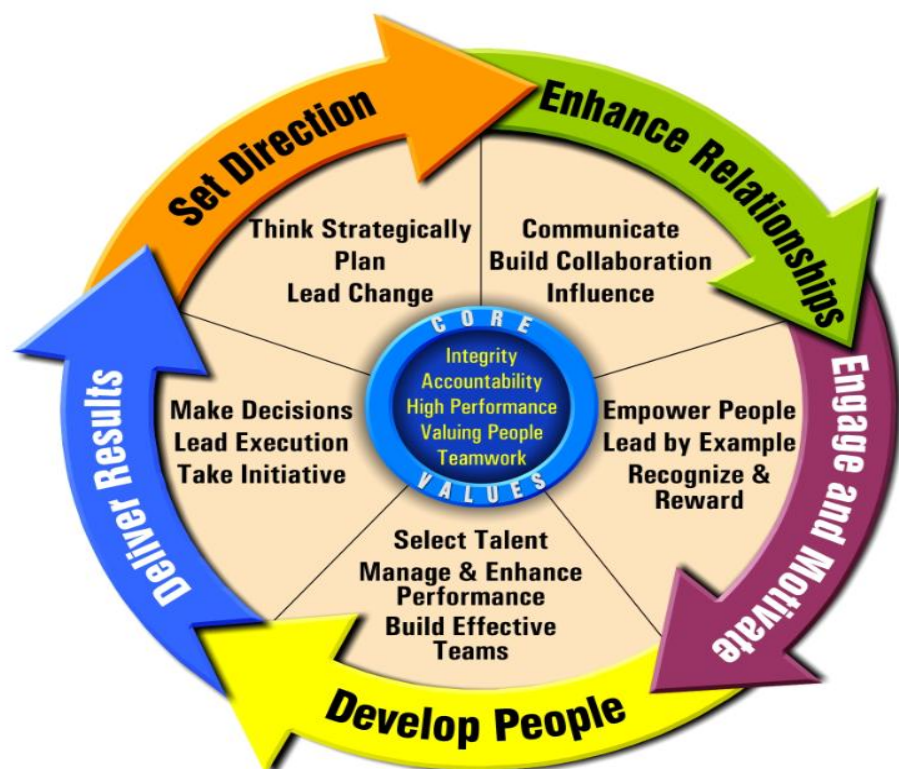 Set Direction
Enhance Relationships
Engage and Motivate
Develop People
Deliver Results
Think Strategically
Plan
Lead Change
Communicate
Build Collaboration
Influence
Empower People
Lead by Example
Recognize &
Reward
Select Talent
Manage & Enhance
Performance
Build Effective
Teams
Make Decisions
Lead Execution
Take Initiative
CORE
Integrity
Accountability
High Performance
Valuing People
Teamwork
VALUES